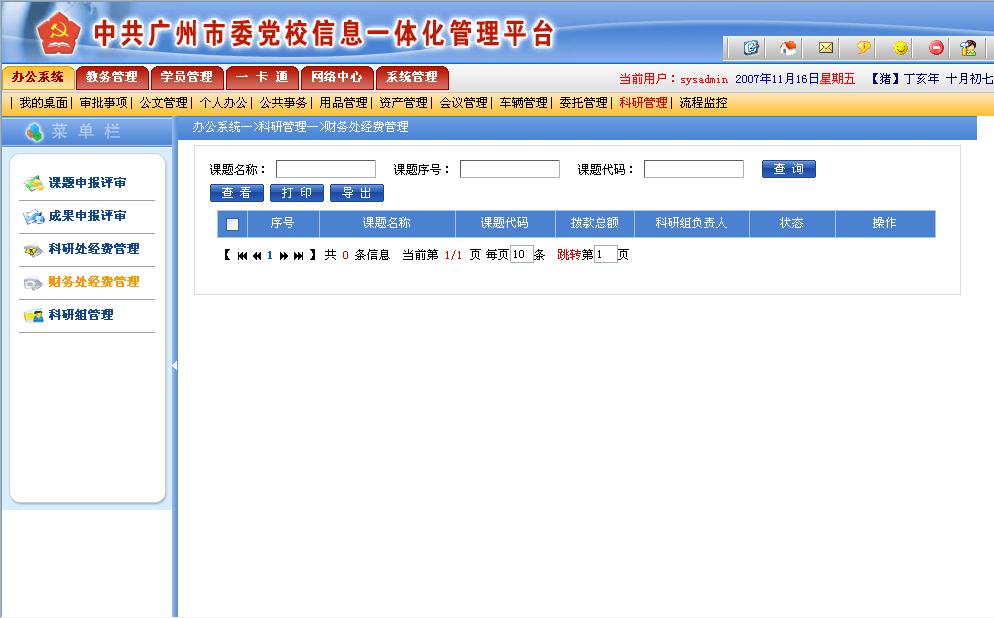 中共广州市委党校信息一体化管理平台
办公系统 教务管理 学员管理 一 卡 通 网络中心 系统管理 当前用户：sysadmin 2007年11月16日星期五 【猪】丁亥年 十月初七
| 我的桌面| 审批事项| 公文管理| 个人办公| 公共事务| 用品管理| 资产管理| 会议管理| 车辆管理| 委托管理| 科研管理| 流程监控
菜 单 栏
办公系统一>科研管理一>财务处经费管理
课题申报评审
成果申报评审
科研处经费管理
财务处经费管理
科研组管理
课题名称： 课题序号： 课题代码： 查 询
查 看 打 印 导 出
序号 课题名称 课题代码 拨款总额 科研组负责人 状态 操作
【 1 】 共 0 条信息 当前第 1/1 页 每页10条 跳转第1页